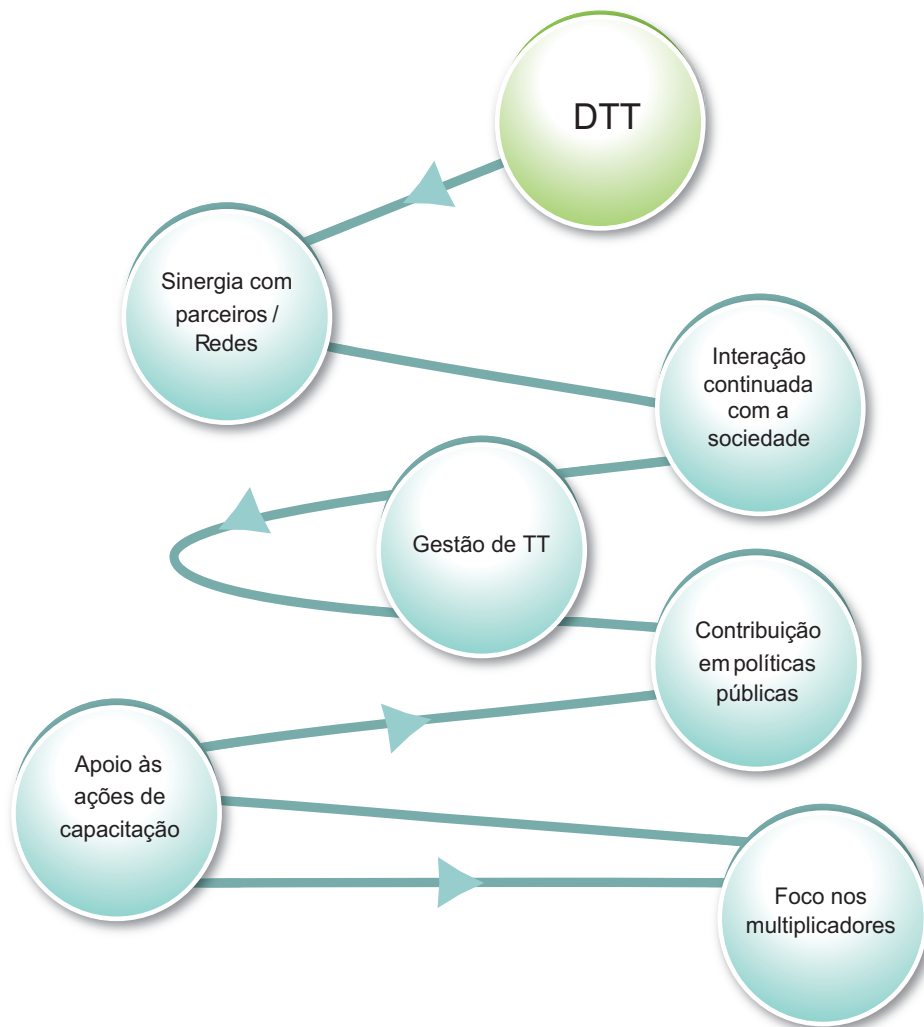 DTT
Sinergia com
parceiros /
Redes
Interação
continuada
com a
sociedade
Gestão de TT
Contribuição
em políticas
públicas
Apoio às
ações de
capacitação
Foco nos
multiplicadores